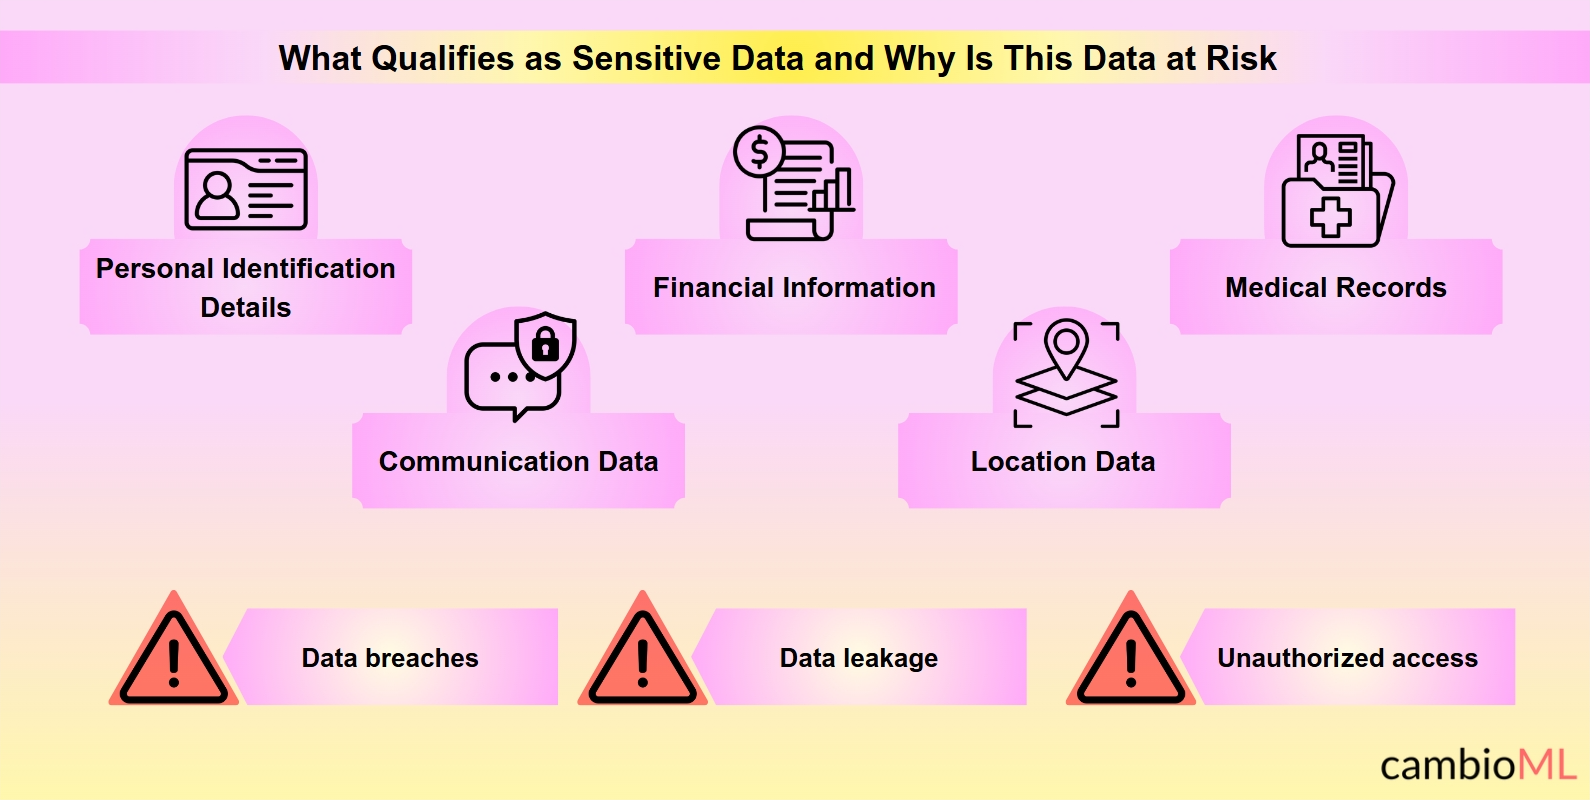 What Qualifies as Sensitive Data and Why Is This Data at Risk
$
Personal Identification
Details
Financial Information
Medical Records
Communication Data
Location Data
Data breaches
Data leakage
Unauthorized access
cambioML